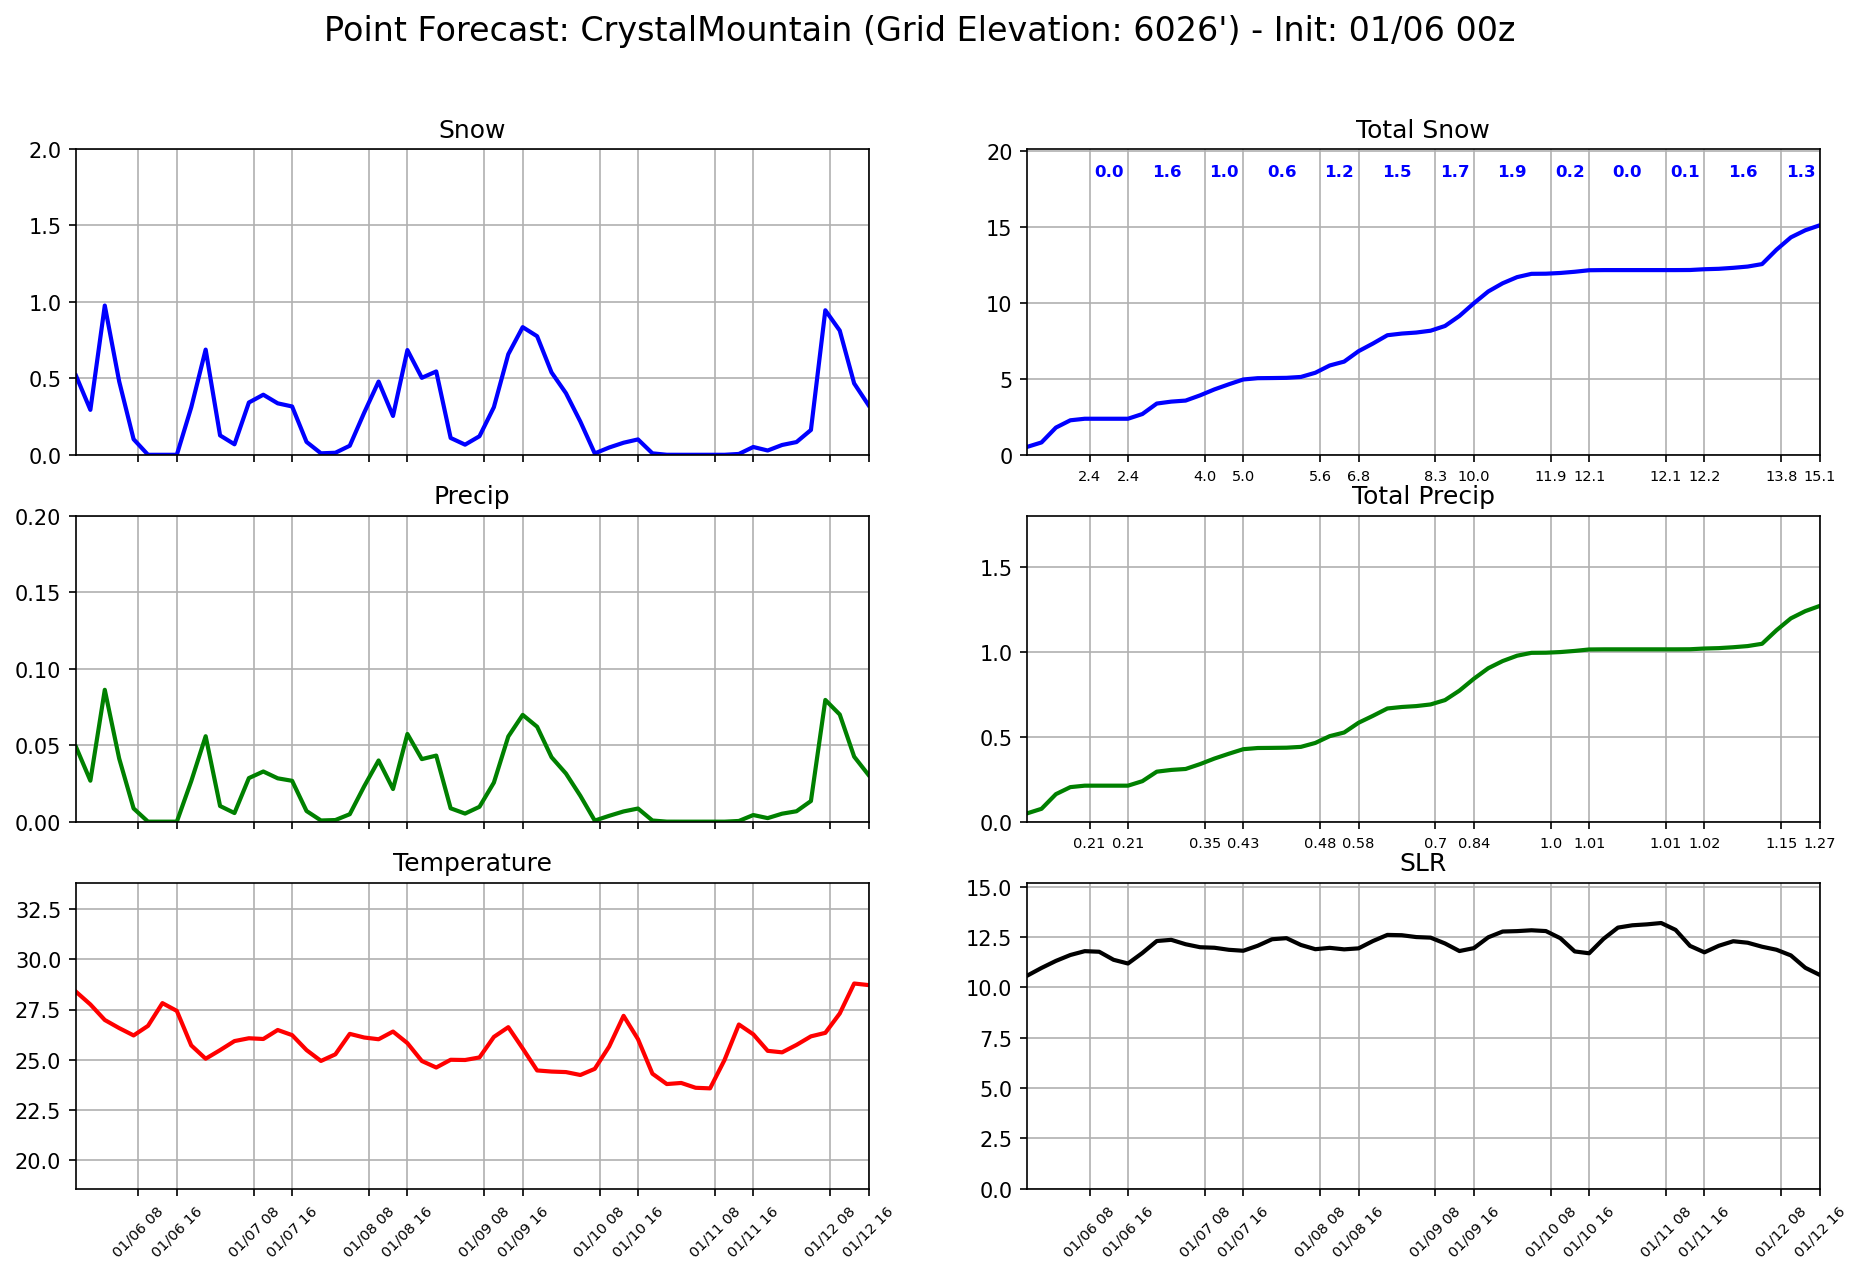 Point Forecast: CrystalMountain (Grid Elevation: 6026') - Init: 01/06 00z
Snow
2.0
1.5
1.0
0.5
0.0
Total Snow
20
15
10
5
0
0.0 1.6 1.0 0.6 1.2 1.5 1.7 1.9 0.2 0.0 0.1 1.6 1.3
2.4 2.4 4.0 5.0 5.6 6.8 8.3 10.0 11.9 12.1 12.1 12.2 13.8 15.1
Precip
0.20
0.15
0.10
0.05
0.00
Total Precip
1.5
1.0
0.5
0.0
0.21 0.21 0.35 0.43 0.48 0.58 0.7 0.84 1.0 1.01 1.01 1.02 1.15 1.27
Temperature
32.5
30.0
27.5
25.0
22.5
20.0
01/06 08 01/06 16 01/07 08 01/07 16 01/08 08 01/08 16 01/09 08 01/09 16 01/10 08 01/10 16 01/11 08 01/11 16 01/12 08 01/12 16
SLR
15.0
12.5
10.0
7.5
5.0
2.5
0.0
01/06 08 01/06 16 01/07 08 01/07 16 01/08 08 01/08 16 01/09 08 01/09 16 01/10 08 01/10 16 01/11 08 01/11 16 01/12 08 01/12 16